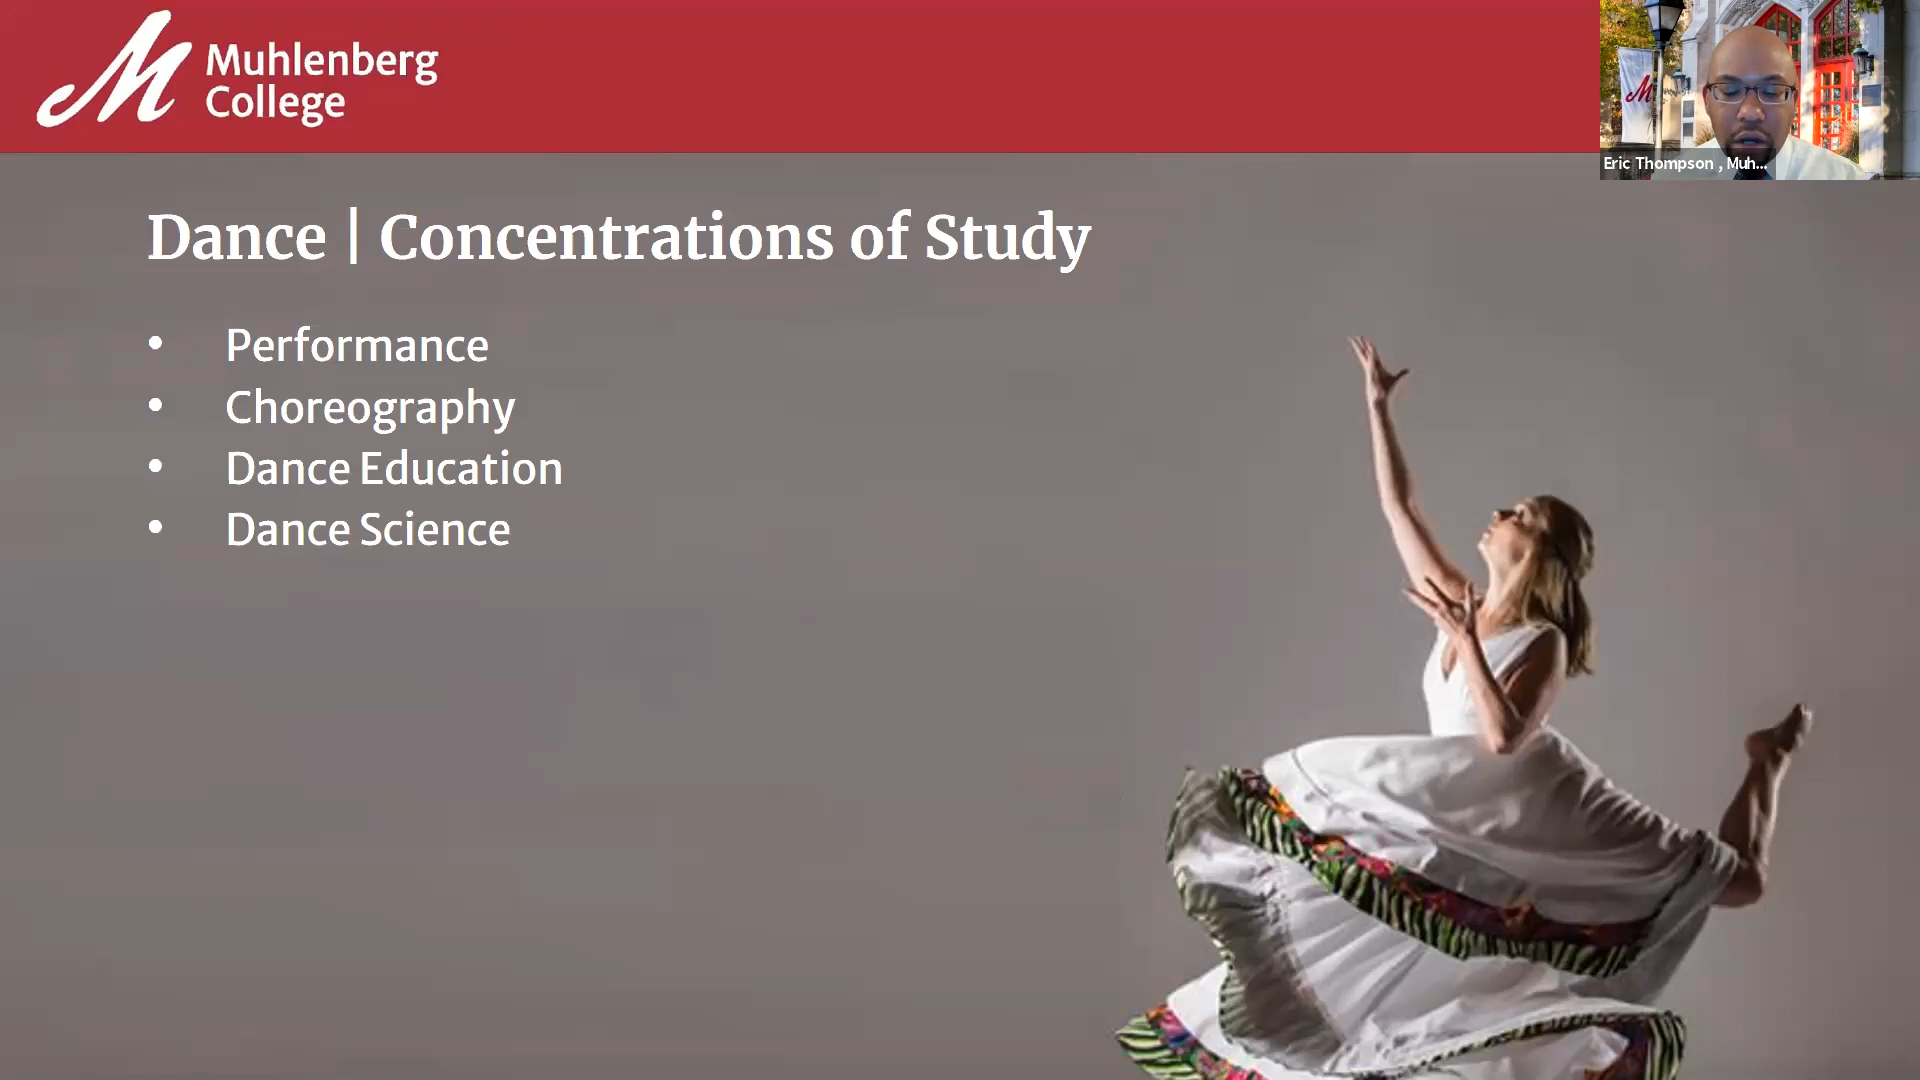 Muhlenberg
College
Eric Thompson , Muh...
Dance | Concentrations of Study
• Performance
• Choreography
• Dance Education
• Dance Science